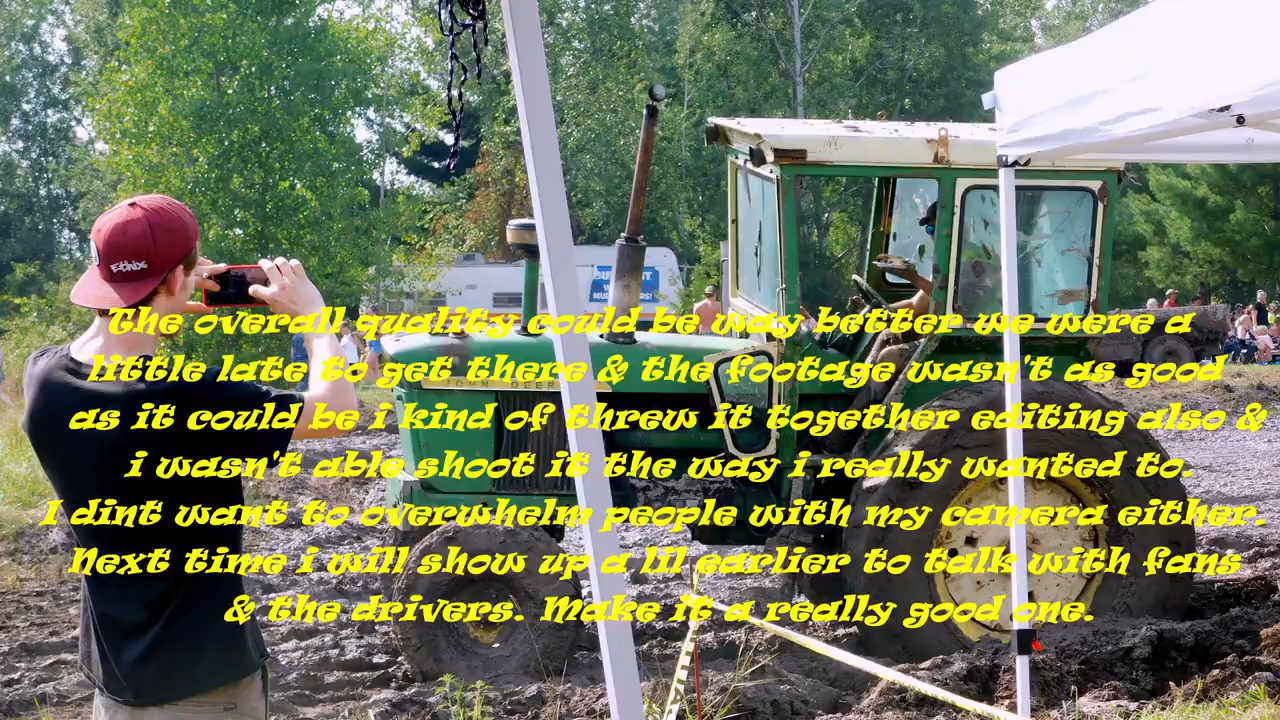 Ethix
The overall quality could be way better we were a
little late to get there & the footage wasn't as good
as it could be i kind of threw it together editing also &
i wasn't able shoot it the way i really wanted to.
I dint want to overwhelm people with my camera either.
Next time i will show up a lil earlier to talk with fans
& the drivers. Make it a really good one.
JOHN DEER